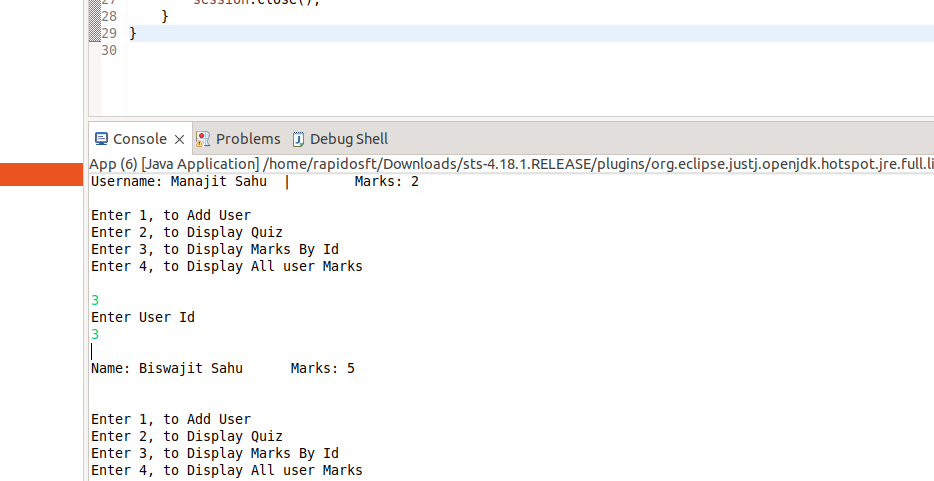 27 session.close();
28 }
29 }
30
Console Problems Debug Shell
App (6) [Java Application] /home/rapidosft/Downloads/sts-4.18.1.RELEASE/plugins/org.eclipse.justj.openjdk.hotspot.jre.full.li
Username: Manajit Sahu | Marks: 2
Enter 1, to Add User
Enter 2, to Display Quiz
Enter 3, to Display Marks By Id
Enter 4, to Display All user Marks
3
Enter User Id
3
Name: Biswajit Sahu Marks: 5
Enter 1, to Add User
Enter 2, to Display Quiz
Enter 3, to Display Marks By Id
Enter 4, to Display All user Marks